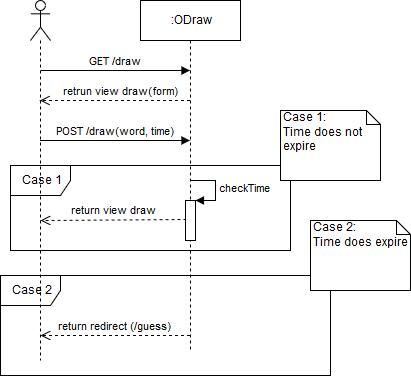 :ODraw
GET /draw
retrun view draw(form)
POST /draw(word, time)
Case 1:
Time does not
expire
Case 1
checkTime
return view draw
Case 2:
Time does expire
Case 2
return redirect (/guess)